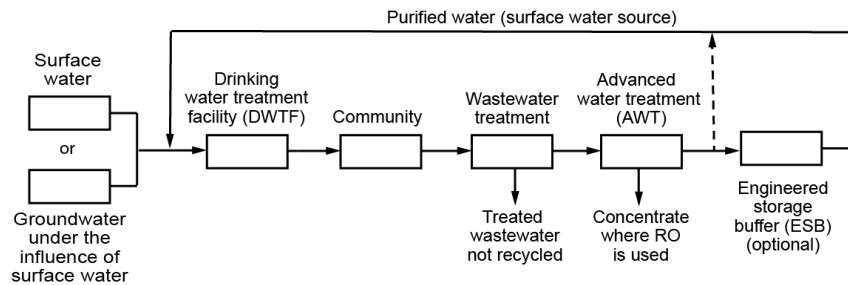 Purified water (surface water source)
Surface
water
or
Groundwater
under the
influence of
surface water
Drinking
water treatment
facility (DWTF)
Community
Wastewater
treatment
Treated
wastewater
not recycled
Advanced
water treatment
(AWT)
Concentrate
where RO
is used
Engineered
storage
buffer (ESB)
(optional)